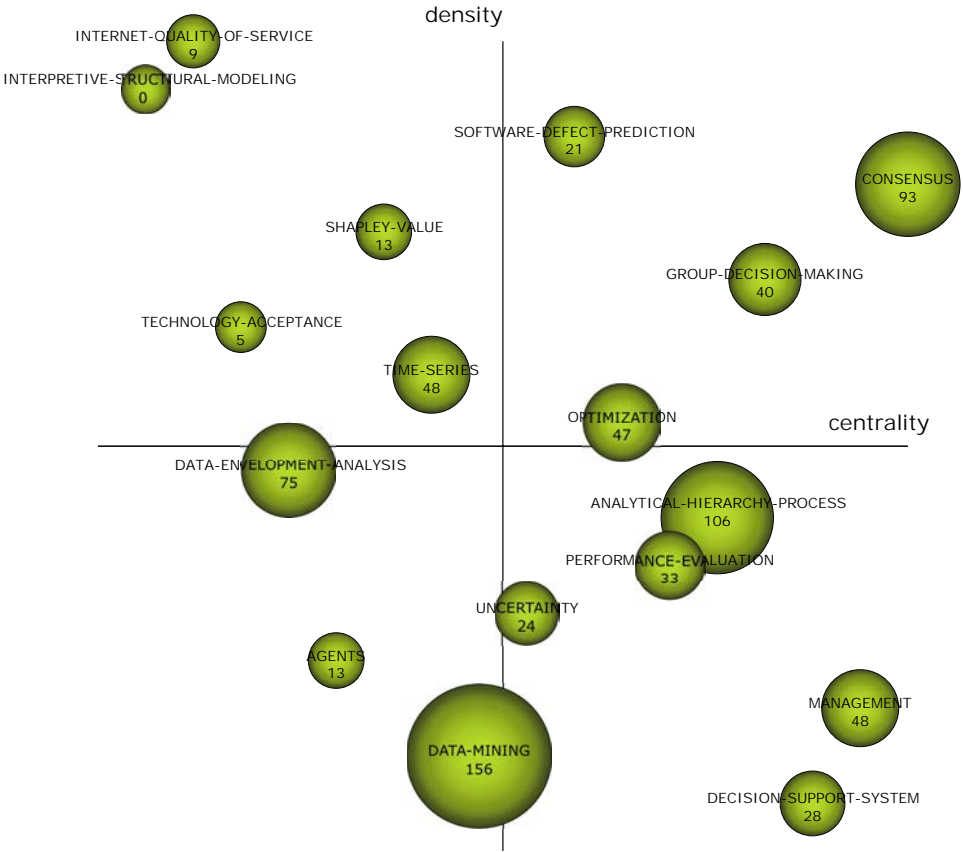 density
INTERNET-QUALITY-OF-SERVICE
9
INTERPRETIVE-STRUCTURAL-MODELING
0
SOFTWARE-DEFECT-PREDICTION
21
CONSENSUS
93
SHAPLEY-VALUE
13
GROUP-DECISION-MAKING
40
TECHNOLOGY-ACCEPTANCE
5
TIME-SERIES
48
OPTIMIZATION
47
centrality
DATA-ENVELOPMENT-ANALYSIS
75
ANALYTICAL-HIERARCHY-PROCESS
106
PERFORMANCE-EVALUATION
33
UNCERTAINTY
24
AGENTS
13
MANAGEMENT
48
DATA-MINING
156
DECISION-SUPPORT-SYSTEM
28